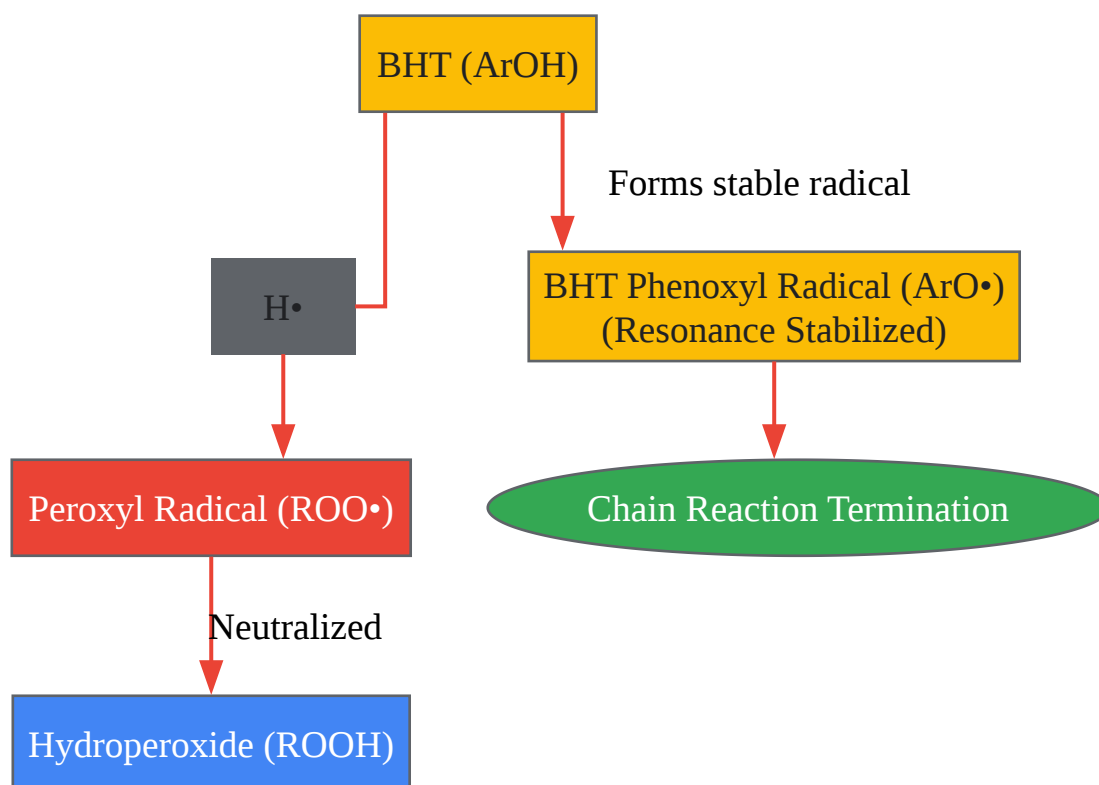 BHT (ArOH)
Forms stable radical
H•
BHT Phenoxyl Radical (ArO•)
(Resonance Stabilized)
Peroxyl Radical (ROO•)
Chain Reaction Termination
Neutralized
Hydroperoxide (ROOH)